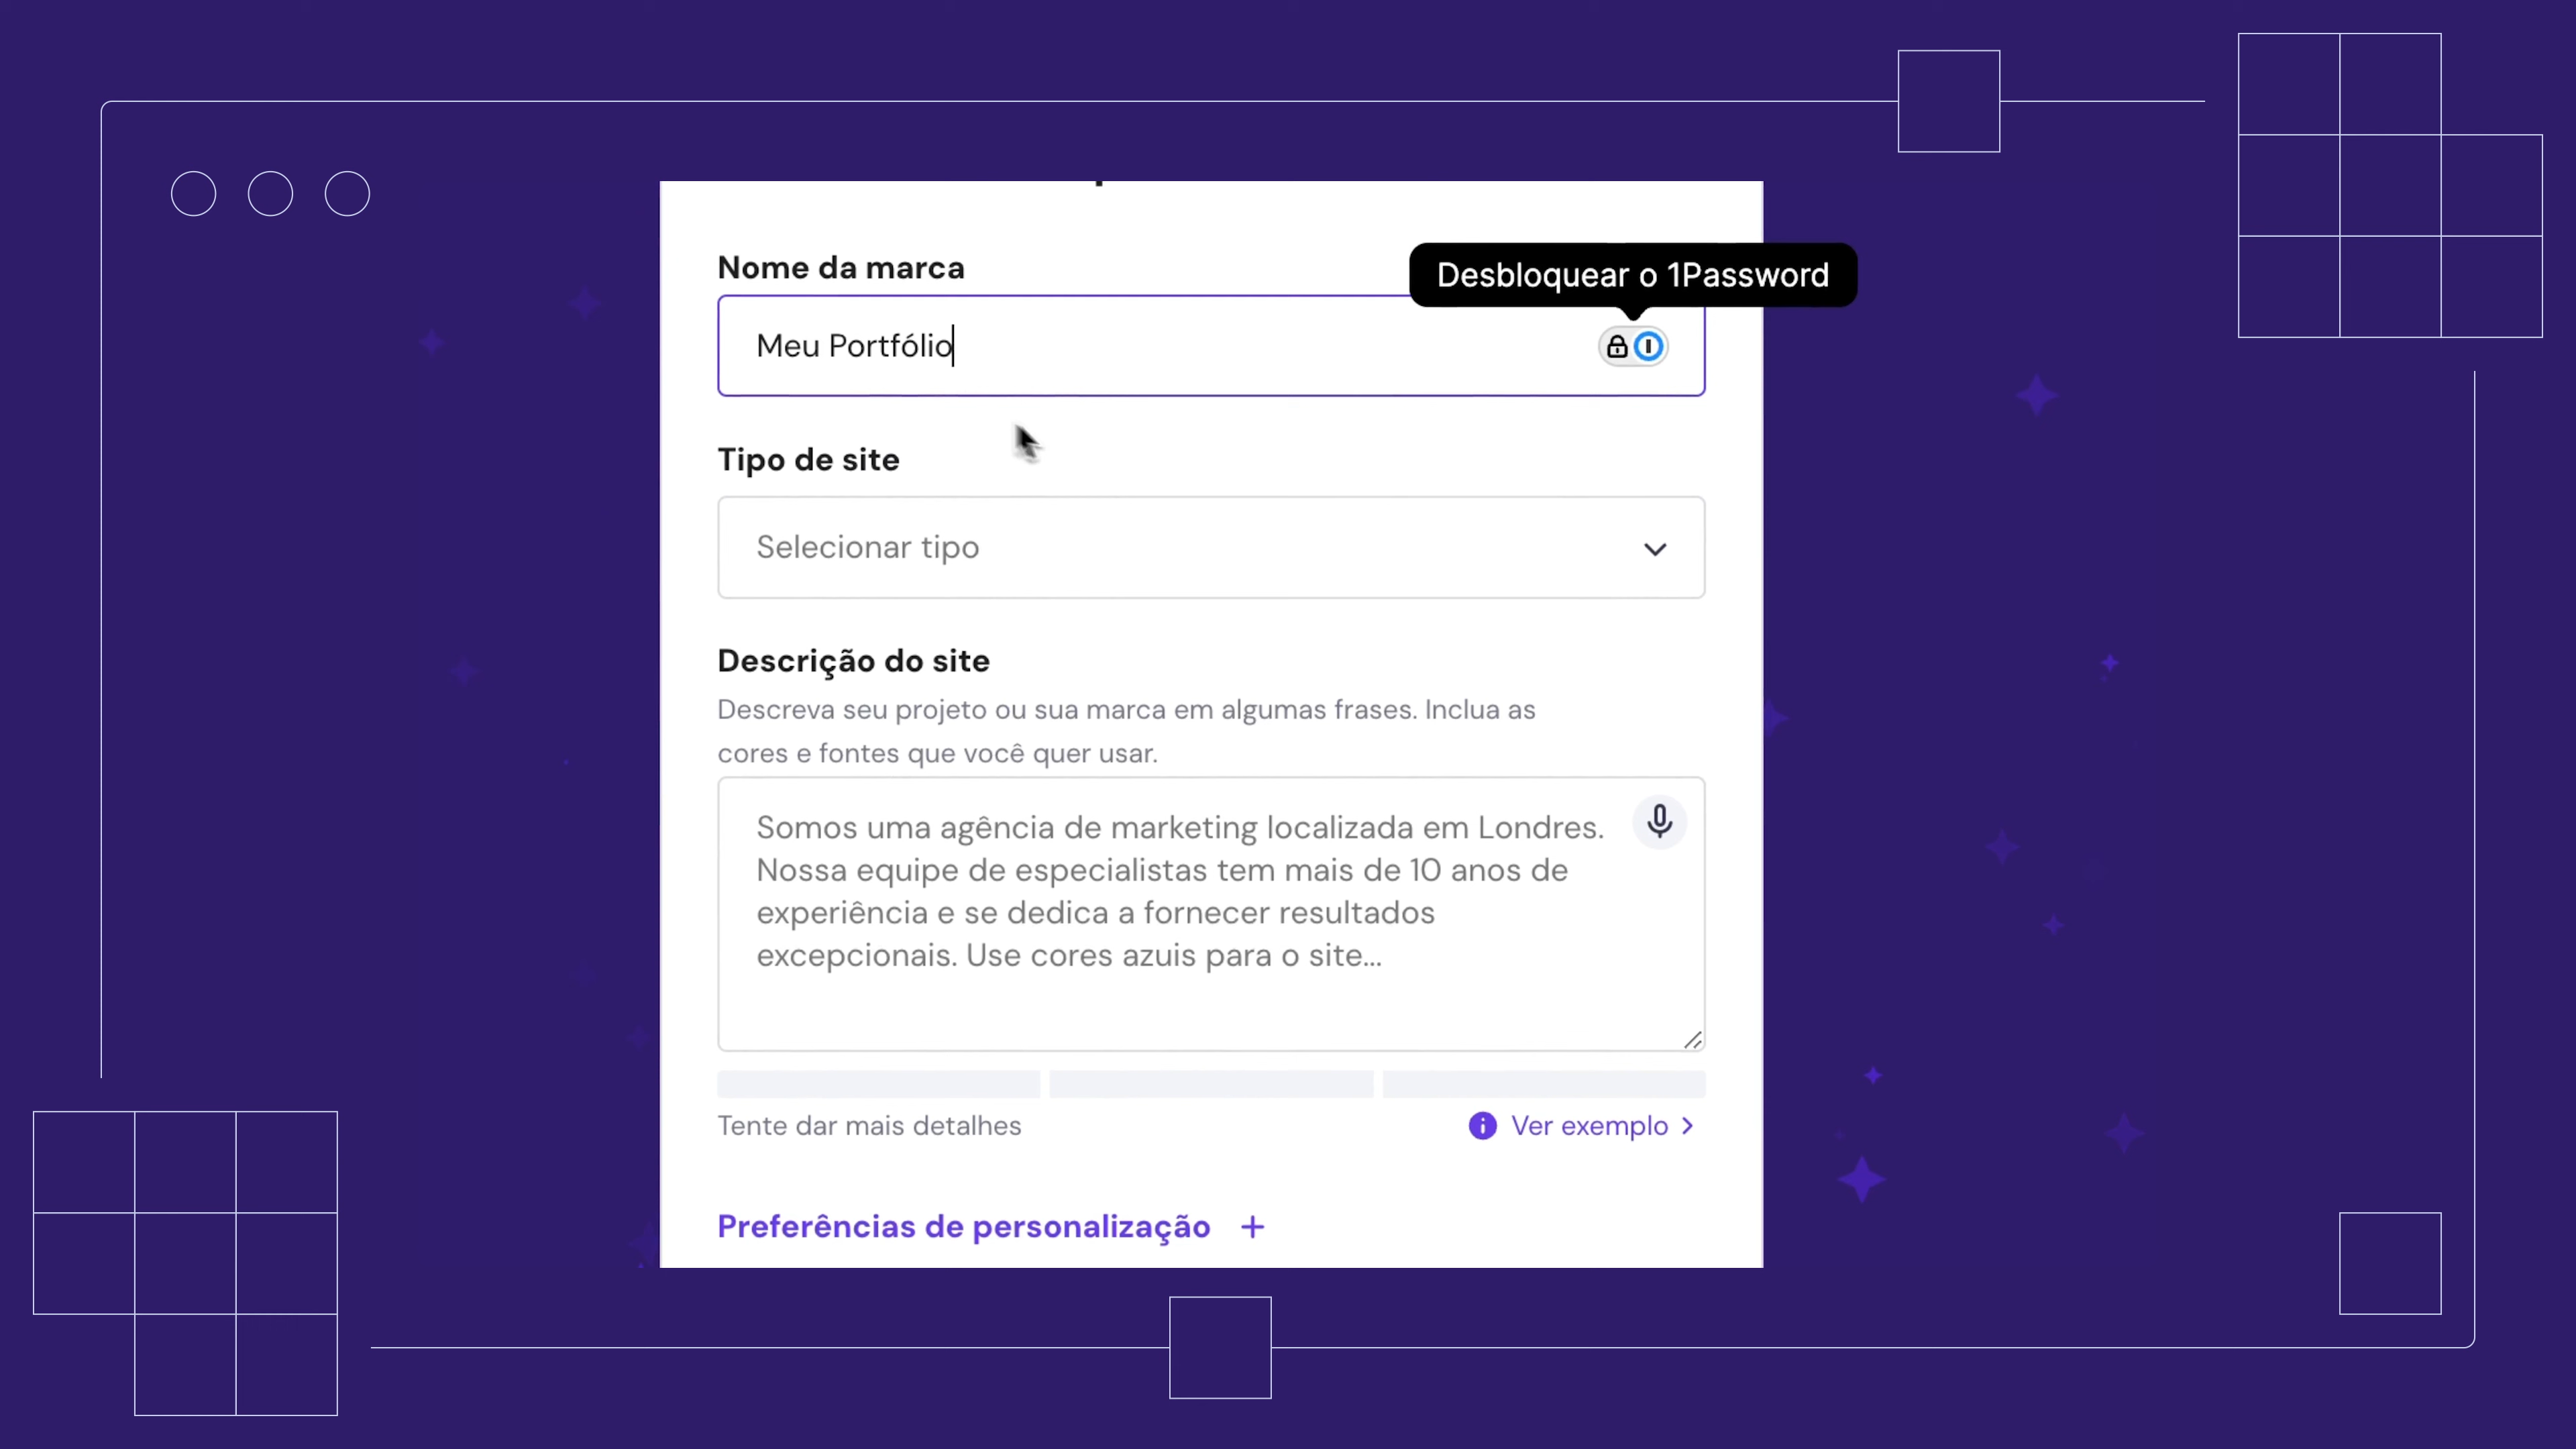 Nome da marca
Desbloquear o 1Password
Meu Portfólio
Tipo de site
Selecionar tipo
Descrição do site
Descreva seu projeto ou sua marca em algumas frases. Inclua as
cores e fontes que você quer usar.
Somos uma agência de marketing localizada em Londres.
Nossa equipe de especialistas tem mais de 10 anos de
experiência e se dedica a fornecer resultados
excepcionais. Use cores azuis para o site...
Tente dar mais detalhes
Ver exemplo
Preferências de personalização +